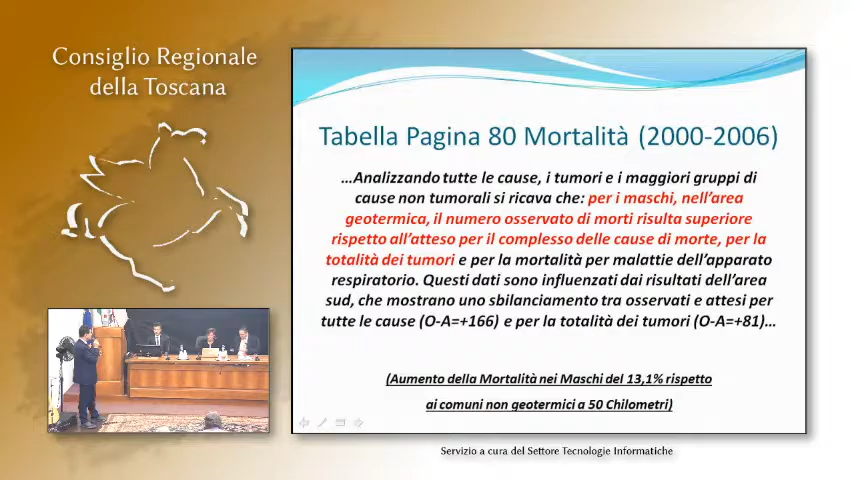 Consiglio Regionale
della Toscana
Tabella Pagina 80 Mortalità (2000-2006)
...Analizzando tutte le cause, i tumori e i maggiori gruppi di
cause non tumorali si ricava che: per i maschi, nell'area
geotermica, il numero osservato di morti risulta superiore
rispetto all'atteso per il complesso delle cause di morte, per la
totalità dei tumori e per la mortalità per malattie dell'apparato
respiratorio. Questi dati sono influenzati dai risultati dell'area
sud, che mostrano uno sbilanciamento tra osservati e attesi per
tutte le cause (O-A=+166) e per la totalità dei tumori (O-A=+81)...
(Aumento della Mortalità nei Maschi del 13,1% rispetto
ai comuni non geotermici a 50 Chilometri)
Servizio a cura del Settore Tecnologie Informatiche